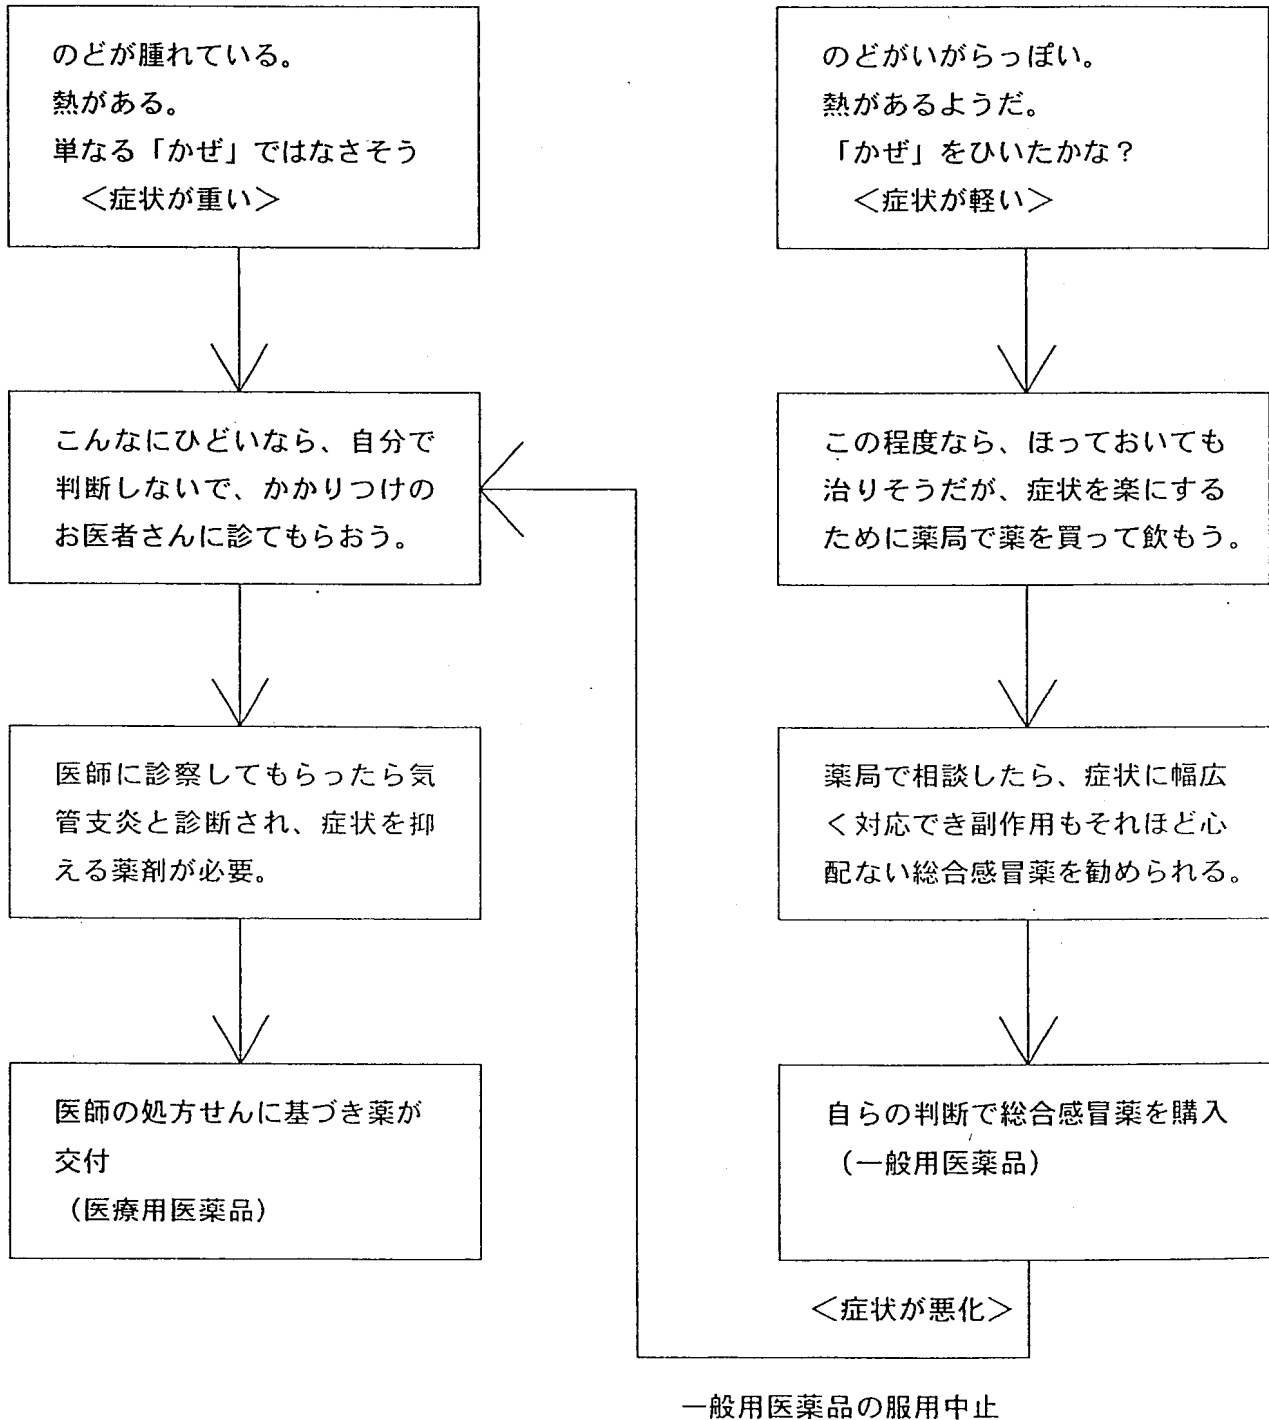 のどが腫れている。
熱がある。
単なる「かぜ」ではなさそう
＜症状が重い＞
こんなにひどいなら、自分で
判断しないで、かかりつけの
お医者さんに診てもらおう。
医師に診察してもらったら気
管支炎と診断され、症状を抑
える薬剤が必要。
医師の処方せんに基づき薬が
交付
（医療用医薬品）
のどがいがらっぽい。
熱があるようだ。
「かぜ」をひいたかな？
＜症状が軽い＞
この程度なら、ほっておいても
治りそうだが、症状を楽にする
ために薬局で薬を買って飲もう。
薬局で相談したら、症状に幅広
く対応でき副作用もそれほど心
配ない総合感冒薬を勧められる。
自らの判断で総合感冒薬を購入
（一般用医薬品）
＜症状が悪化＞
一般用医薬品の服用中止